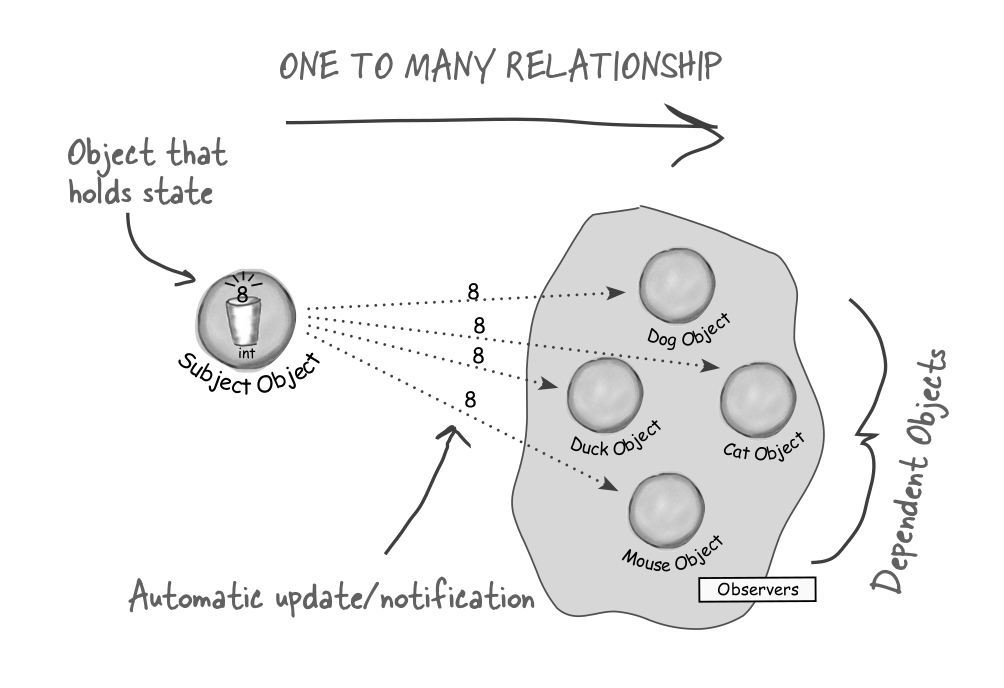 ONE TO MANY RELATIONSHIP
Object that
holds state
8
int
Subject Object
8
8
8
8
Dog Object
Duck Object
Cat Object
Mouse Object
Observers
Dependent Objects
Automatic update/notification